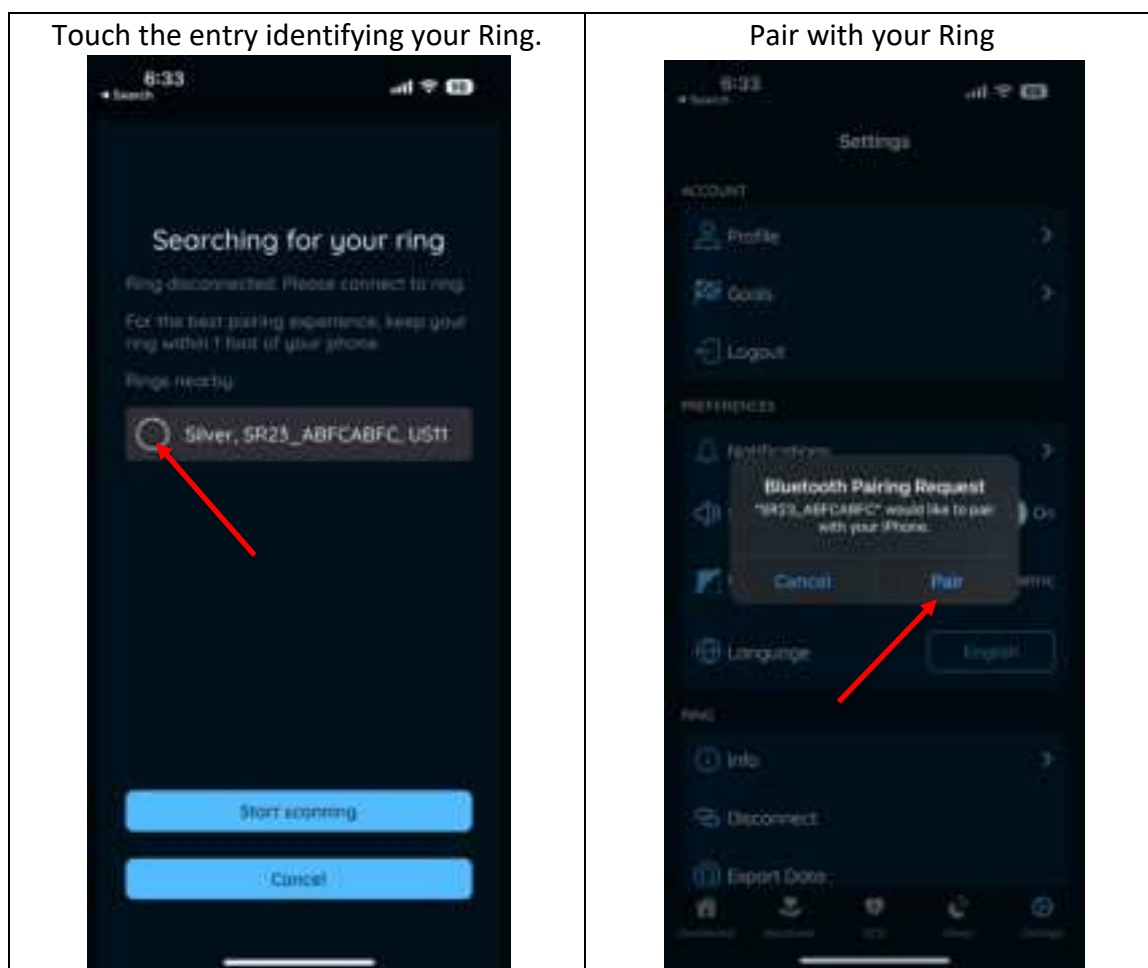 Touch the entry identifying your Ring.
6:33
Search
Searching for your ring
Ring disconnected. Please connect to ring.
For the best pairing experience, keep your
ring within 1 foot of your phone.
Rings nearby:
Silver, SR23_ABFCABFC, US11
Start scanning
Cancel
Pair with your Ring
6:33
Search
Settings
ACCOUNT
Profile
Goals
Logout
PREFERENCES
Notifications
Bluetooth Pairing Request
"SR23_ABFCABFC" would like to pair
with your iPhone.
On
Cancel
Pair
Language
English
RING
Info
Disconnect
Export Data